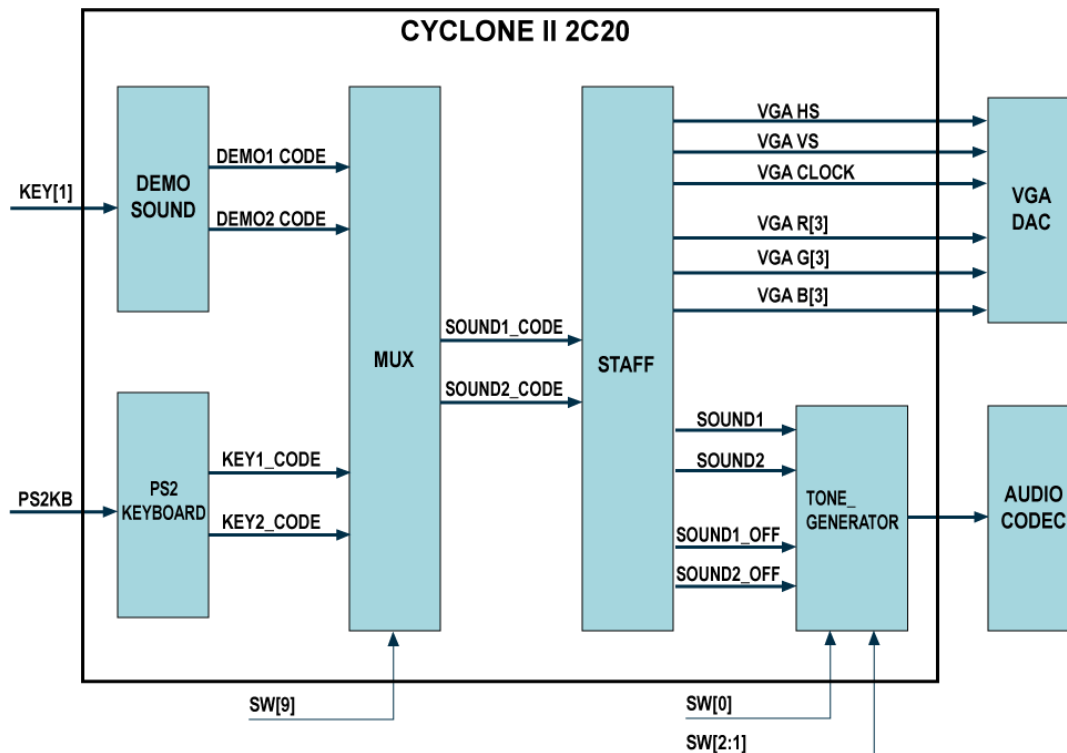 CYCLONE II 2C20
KEY[1]
DEMO
SOUND
DEMO1 CODE
DEMO2 CODE
PS2KB
PS2
KEYBOARD
KEY1_CODE
KEY2_CODE
MUX
SW[9]
SOUND1_CODE
SOUND2_CODE
STAFF
VGA HS
VGA VS
VGA CLOCK
VGA R[3]
VGA G[3]
VGA B[3]
VGA
DAC
SOUND1
SOUND2
SOUND1_OFF
SOUND2_OFF
TONE_
GENERATOR
SW[0]
SW[2:1]
AUDIO
CODEC